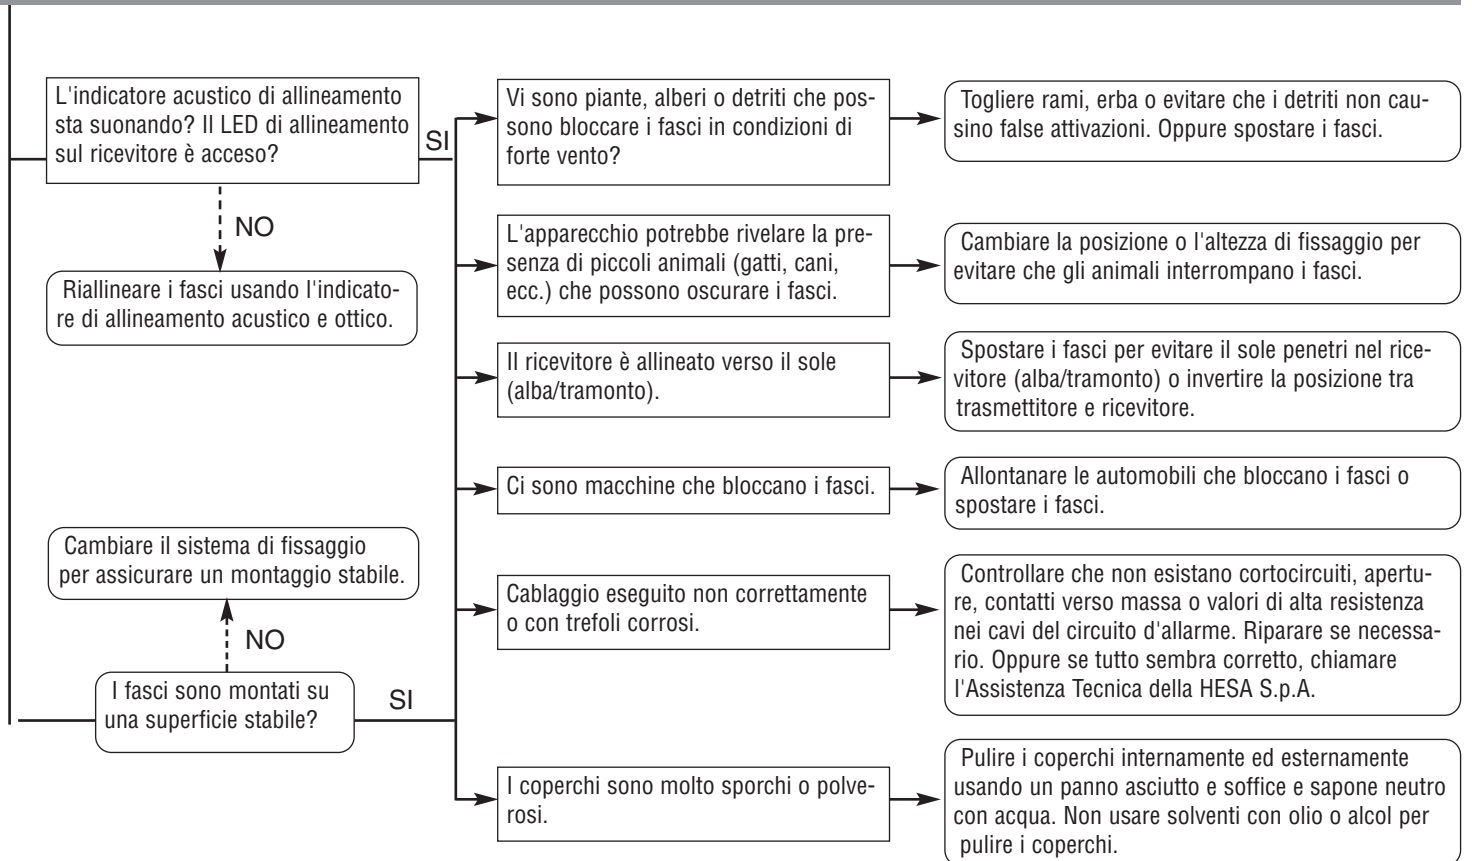 L'indicatore acustico di allineamento
sta suonando? Il LED di allineamento
sul ricevitore è acceso?
SI
NO
Riallineare i fasci usando l'indicato-
re di allineamento acustico e ottico.
Cambiare il sistema di fissaggio
per assicurare un montaggio stabile.
NO
I fasci sono montati su
una superficie stabile?
SI
Vi sono piante, alberi o detriti che pos-
sono bloccare i fasci in condizioni di
forte vento?
Togliere rami, erba o evitare che i detriti non cau-
sino false attivazioni. Oppure spostare i fasci.
L'apparecchio potrebbe rivelare la pre-
senza di piccoli animali (gatti, cani,
ecc.) che possono oscurare i fasci.
Cambiare la posizione o l'altezza di fissaggio per
evitare che gli animali interrompano i fasci.
Il ricevitore è allineato verso il sole
(alba/tramonto).
Spostare i fasci per evitare il sole penetri nel rice-
vitore (alba/tramonto) o invertire la posizione tra
trasmettitore e ricevitore.
Ci sono macchine che bloccano i fasci.
Allontanare le automobili che bloccano i fasci o
spostare i fasci.
Cablaggio eseguito non correttamente
o con trefoli corrosi.
Controllare che non esistano cortocircuiti, apertu-
re, contatti verso massa o valori di alta resistenza
nei cavi del circuito d'allarme. Riparare se necessa-
rio. Oppure se tutto sembra corretto, chiamare
l'Assistenza Tecnica della HESA S.p.A.
I coperchi sono molto sporchi o polve-
rosi.
Pulire i coperchi internamente ed esternamente
usando un panno asciutto e soffice e sapone neutro
con acqua. Non usare solventi con olio o alcol per
pulire i coperchi.